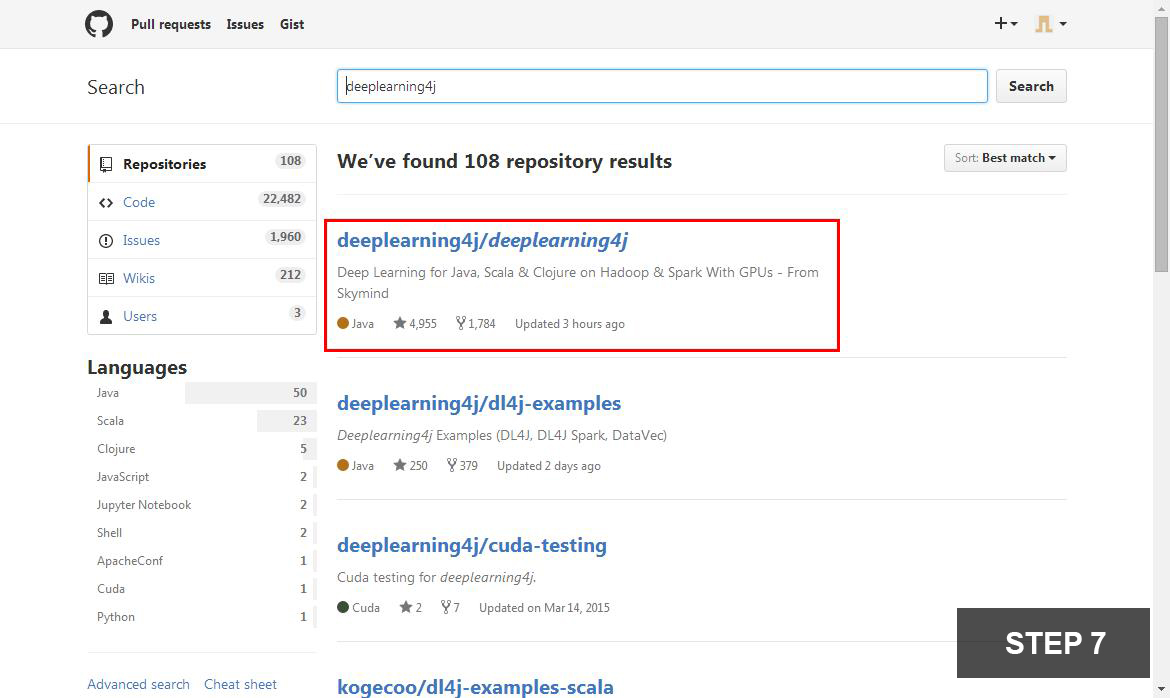 Pull requests Issues Gist
Search
deeplearning4j
Search
Repositories 108
Code 22,482
Issues 1,960
Wikis 212
Users 3
Languages
Java 50
Scala 23
Clojure 5
JavaScript 2
Jupyter Notebook 2
Shell 2
ApacheConf 1
Cuda 1
Python 1
Advanced search Cheat sheet
We’ve found 108 repository results
Sort: Best match
deeplearning4j/deeplearning4j
Deep Learning for Java, Scala & Clojure on Hadoop & Spark With GPUs - From
Skymind
Java 4,955 1,784 Updated 3 hours ago
deeplearning4j/dl4j-examples
Deeplearning4j Examples (DL4J, DL4J Spark, DataVec)
Java 250 379 Updated 2 days ago
deeplearning4j/cuda-testing
Cuda testing for deeplearning4j.
Cuda 2 7 Updated on Mar 14, 2015
kogecoo/dl4j-examples-scala
STEP 7